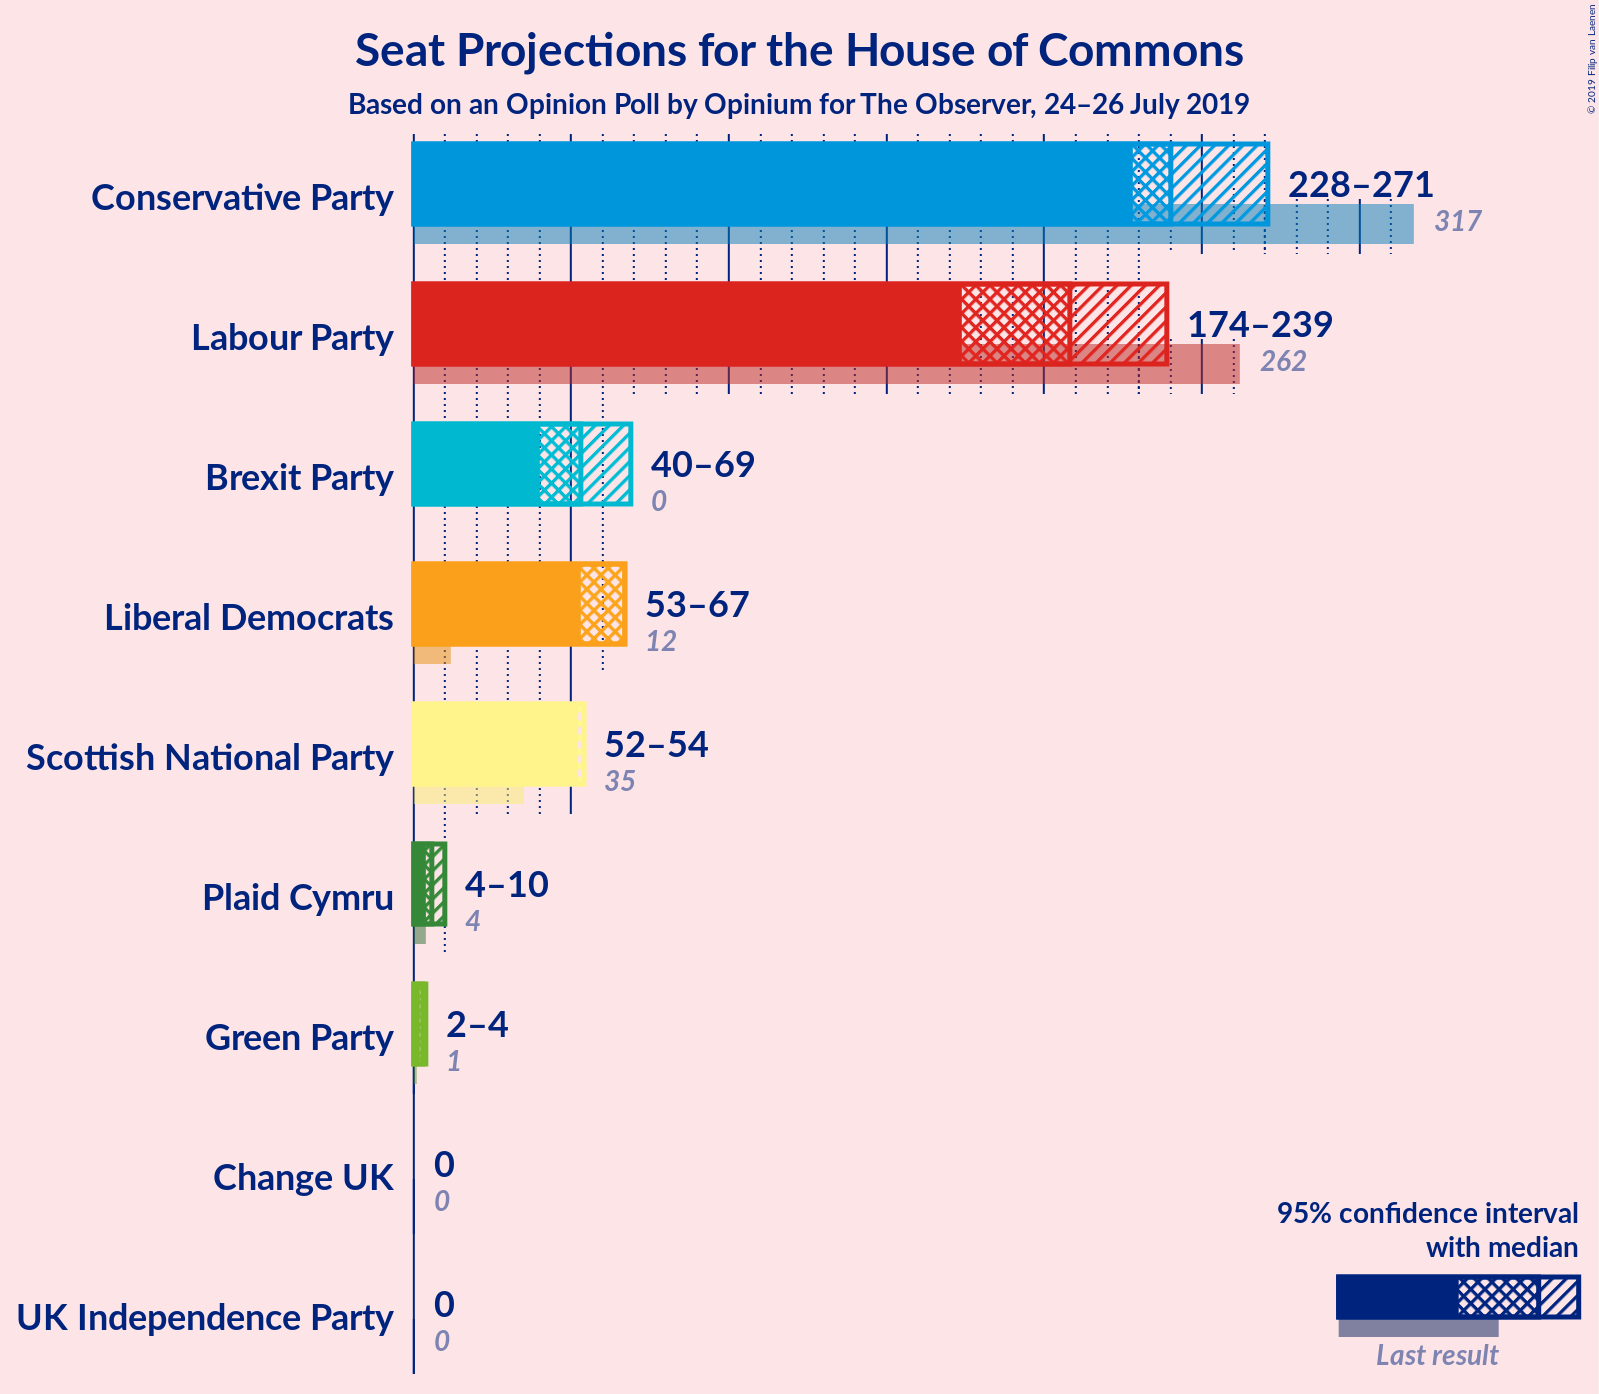 Seat Projections for the House of Commons
Based on an Opinion Poll by Opinium for The Observer, 24–26 July 2019
© 2019 Filip van Laenen
Conservative Party
228–271
317
Labour Party
174–239
262
Brexit Party
40–69
0
Liberal Democrats
53–67
12
Scottish National Party
52–54
35
Plaid Cymru
4–10
4
Green Party
2–4
1
Change UK
0
0
UK Independence Party
0
0
95% confidence interval
with median
Last result